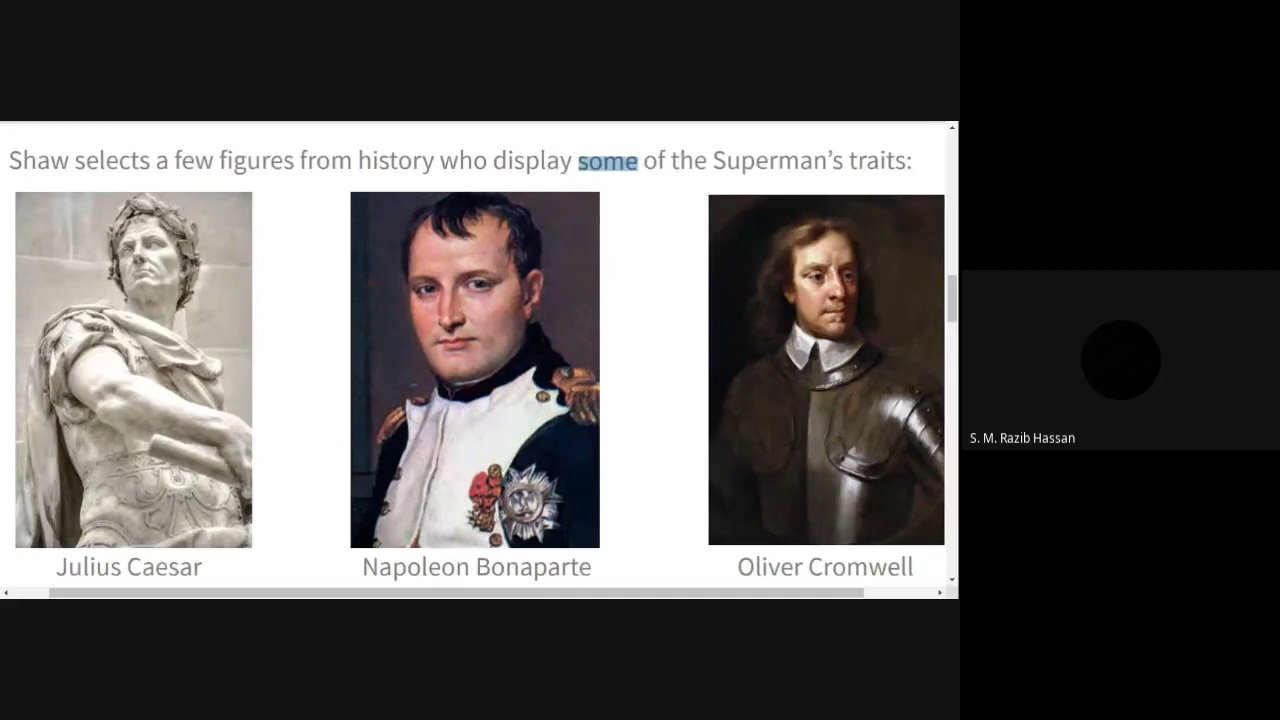 Shaw selects a few figures from history who display some of the Superman's traits:
Julius Caesar
Napoleon Bonaparte
Oliver Cromwell
S. M. Razib Hassan